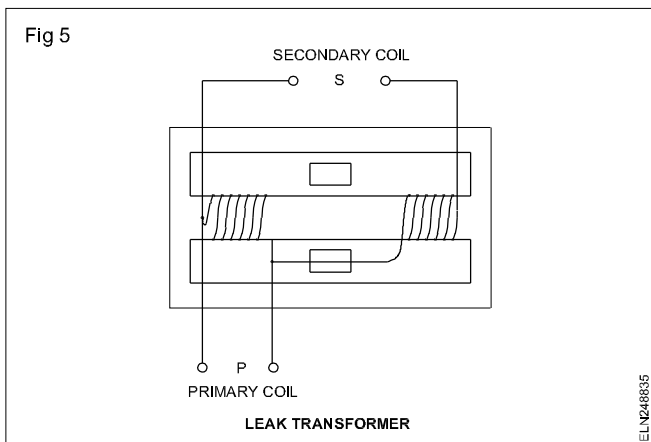 Fig 5
SECONDARY COIL
S
P
PRIMARY COIL
LEAK TRANSFORMER
ELN248835